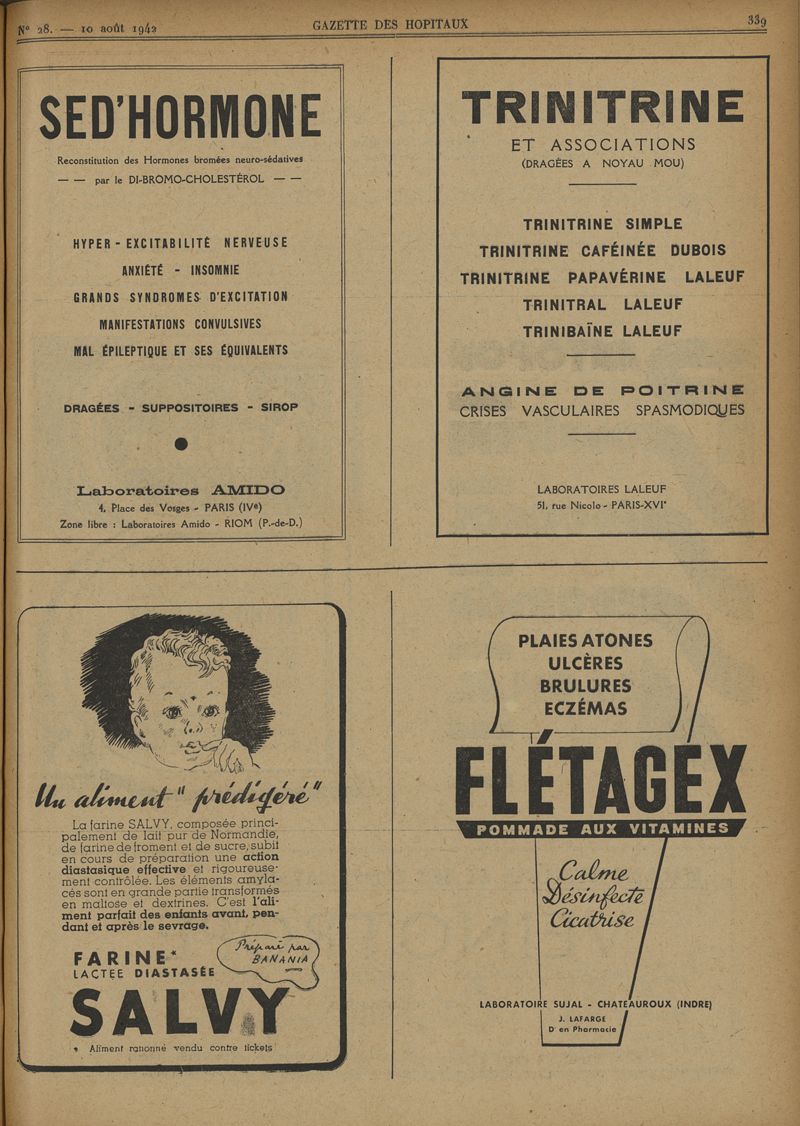 Nº 28. — 10 août 1942
GAZETTE DES HOPITAUX
339
SED'HORMONE
Reconstitution des Hormones bromées neuro-sédatives
— — par le DI-BROMO-CHOLESTÉROL — —
HYPER - EXCITABILITÉ NERVEUSE
ANXIÉTÉ - INSOMNIE
GRANDS SYNDROMES D'EXCITATION
MANIFESTATIONS CONVULSIVES
MAL ÉPILEPTIQUE ET SES ÉQUIVALENTS
DRAGÉES - SUPPOSITOIRES - SIROP
Laboratoires AMIDO
4, Place des Vosges - PARIS (IVe)
Zone libre : Laboratoires Amido - RIOM (P.-de-D.)
TRINITRINE
ET ASSOCIATIONS
(DRAGÉES A NOYAU MOU)
TRINITRINE SIMPLE
TRINITRINE CAFÉINÉE DUBOIS
TRINITRINE PAPAVÉRINE LALEUF
TRINITRAL LALEUF
TRINIBAÏNE LALEUF
ANGINE DE POITRINE
CRISES VASCULAIRES SPASMODIQUES
LABORATOIRES LALEUF
51, rue Nicolo - PARIS-XVIe
Un aliment "prédigéré"
La farine SALVY, composée princi-
palement de lait pur de Normandie,
de farine de froment et de sucre, subit
en cours de préparation une action
diastasique effective et rigoureuse-
ment contrôlée. Les éléments amyla-
cés sont en grande partie transformés
en maltose et dextrines. C'est l'ali-
ment parfait des enfants avant, pen-
dant et après le sevrage.
FARINE*
LACTÉE DIASTASÉE
Préparé par
BANANIA
SALVY
* Aliment rationné vendu contre tickets
PLAIES ATONES
ULCÈRES
BRULURES
ECZÉMAS
FLÉTAGEX
POMMADE AUX VITAMINES
Calme
Désinfecte
Cicatrise
LABORATOIRE SUJAL - CHATEAUROUX (INDRE)
J. LAFARGE
Dr en Pharmacie